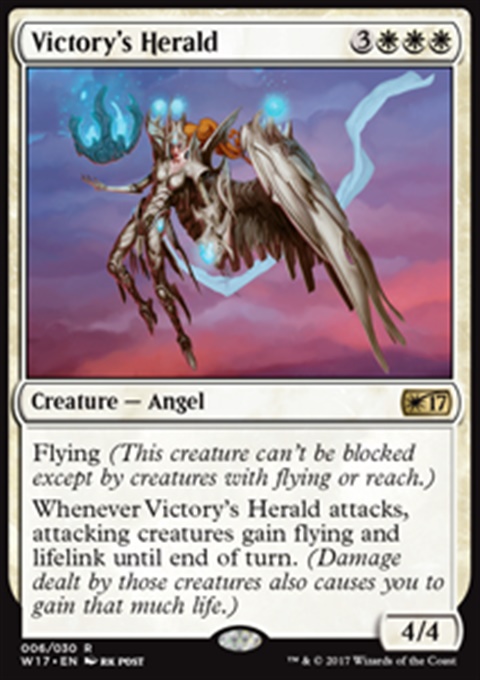 Victory's Herald 3
Creature — Angel 17
Flying (This creature can't be blocked
except by creatures with flying or reach.)
Whenever Victory's Herald attacks,
attacking creatures gain flying and
lifelink until end of turn. (Damage
dealt by those creatures also causes you to
gain that much life.)
4/4
006/030 R
W17 • EN RK POST ™ & © 2017 Wizards of the Coast